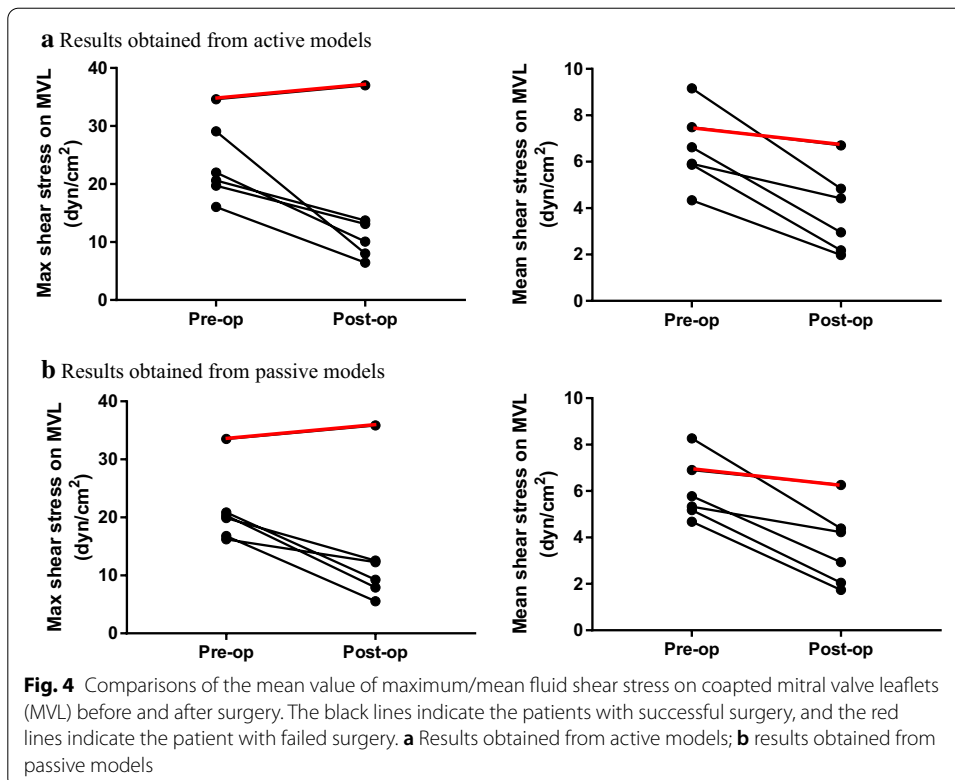 a Results obtained from active models
Max shear stress on MVL
(dyn/cm²)
40
30
20
10
0
Pre-op
Post-op
Mean shear stress on MVL
(dyn/cm²)
10
8
6
4
2
0
Pre-op
Post-op
b Results obtained from passive models
Max shear stress on MVL
(dyn/cm²)
40
30
20
10
0
Pre-op
Post-op
Mean shear stress on MVL
(dyn/cm²)
10
8
6
4
2
0
Pre-op
Post-op
Fig. 4 Comparisons of the mean value of maximum/mean fluid shear stress on coapted mitral valve leaflets
(MVL) before and after surgery. The black lines indicate the patients with successful surgery, and the red
lines indicate the patient with failed surgery. a Results obtained from active models; b results obtained from
passive models